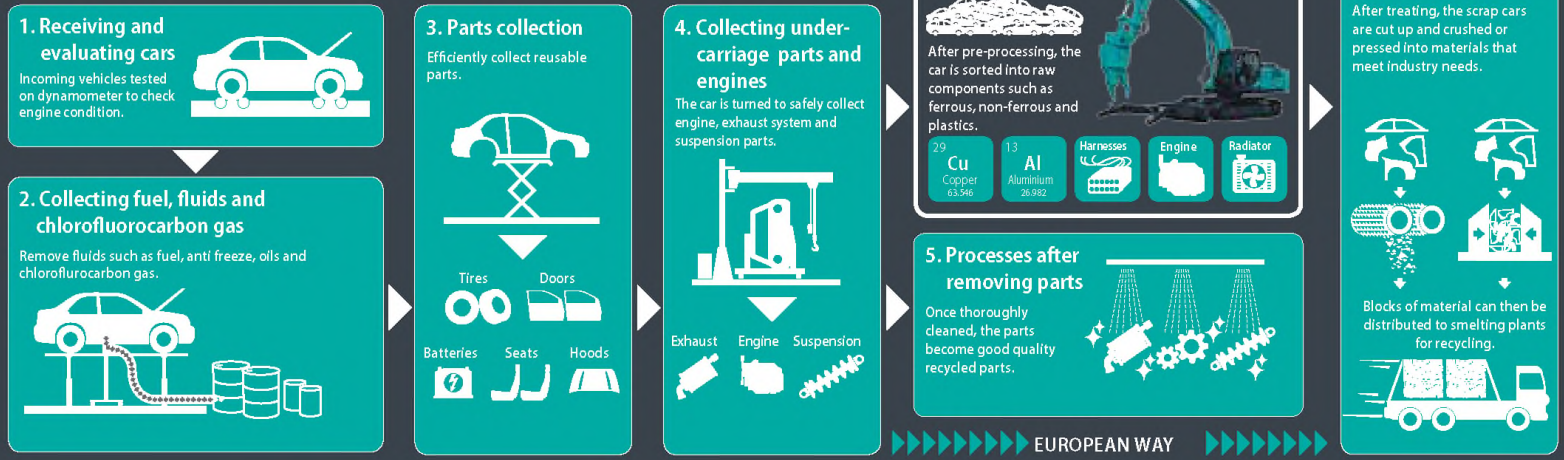 1. Receiving and
evaluating cars
Incoming vehicles tested
on dynamometer to check
engine condition.
2. Collecting fuel, fluids and
chlorofluorocarbon gas
Remove fluids such as fuel, anti freeze, oils and
chloroflurocarbon gas.
3. Parts collection
Efficiently collect reusable
parts.
Tires
Doors
Batteries
Seats
Hoods
4. Collecting under-
carriage parts and
engines
The car is turned to safely collect
engine, exhaust system and
suspension parts.
Exhaust
Engine
Suspension
After pre-processing, the
car is sorted into raw
components such as
ferrous, non-ferrous and
plastics.
29
Cu
Copper
63.546
13
Al
Aluminium
26.982
Harnesses
Engine
Radiator
5. Processes after
removing parts
Once thoroughly
cleaned, the parts
become good quality
recycled parts.
EUROPEAN WAY
After treating, the scrap cars
are cut up and crushed or
pressed into materials that
meet industry needs.
Blocks of material can then be
distributed to smelting plants
for recycling.